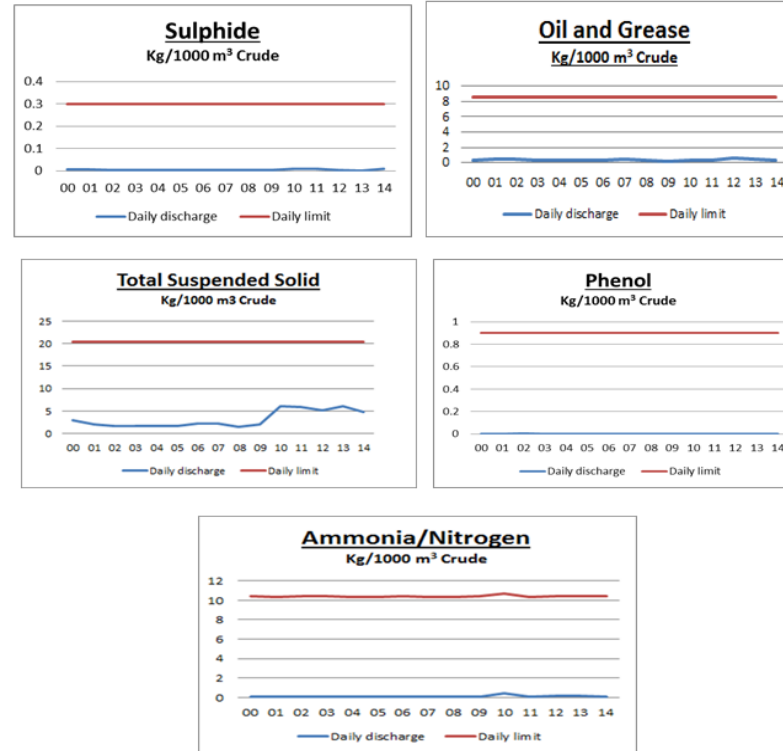 Sulphide
Kg/1000 m³ Crude
0.4
0.3
0.2
0.1
0
00 01 02 03 04 05 06 07 08 09 10 11 12 13 14
Daily discharge Daily limit
Oil and Grease
Kg/1000 m³ Crude
10
8
6
4
2
0
00 01 02 03 04 05 06 07 08 09 10 11 12 13 14
Daily discharge Daily limit
Total Suspended Solid
Kg/1000 m3 Crude
25
20
15
10
5
0
00 01 02 03 04 05 06 07 08 09 10 11 12 13 14
Daily discharge Daily limit
Phenol
Kg/1000 m³ Crude
1
0.8
0.6
0.4
0.2
0
00 01 02 03 04 05 06 07 08 09 10 11 12 13 14
Daily discharge Daily limit
Ammonia/Nitrogen
Kg/1000 m³ Crude
12
10
8
6
4
2
0
00 01 02 03 04 05 06 07 08 09 10 11 12 13 14
Daily discharge Daily limit